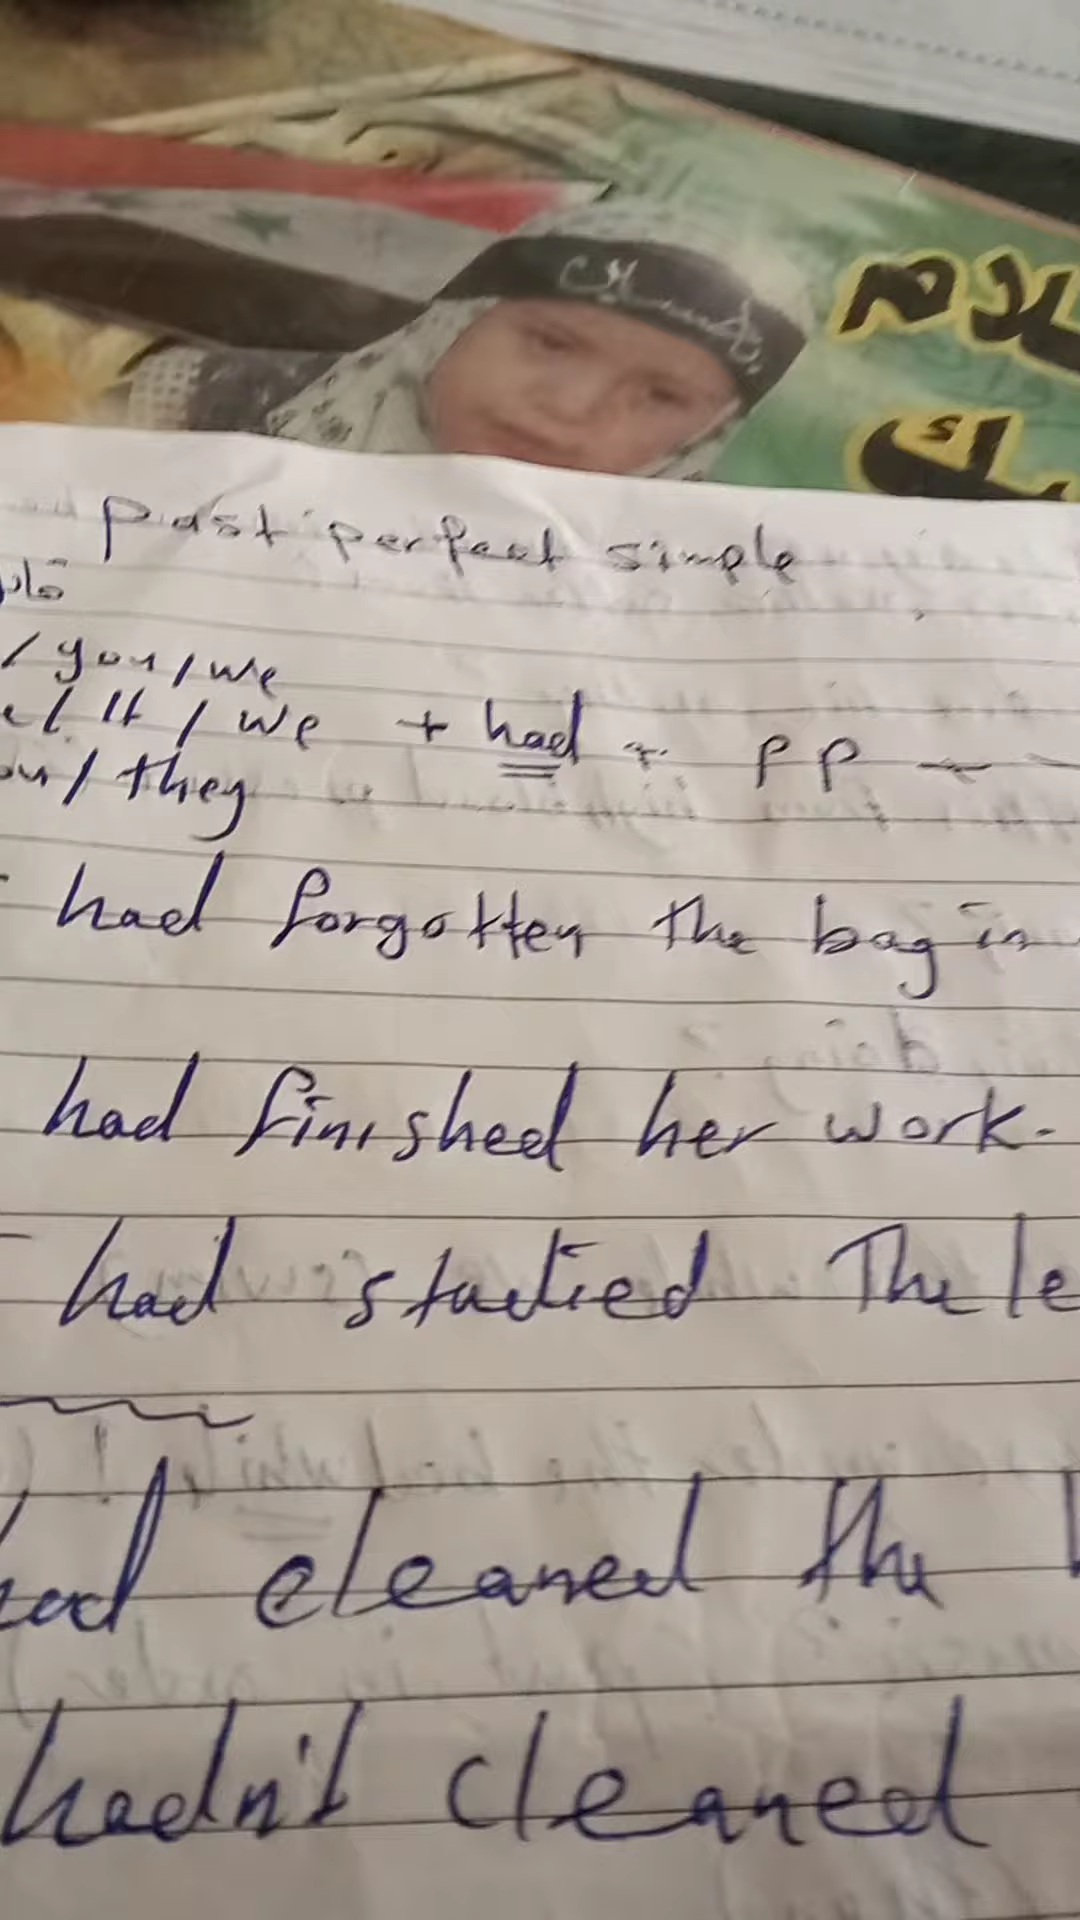 past perfect simple
/ you / we
It / we + had + PP
/ they
had forgotten the bag in
had finished her work.
had studied The le
had cleaned the
hadn't cleaned